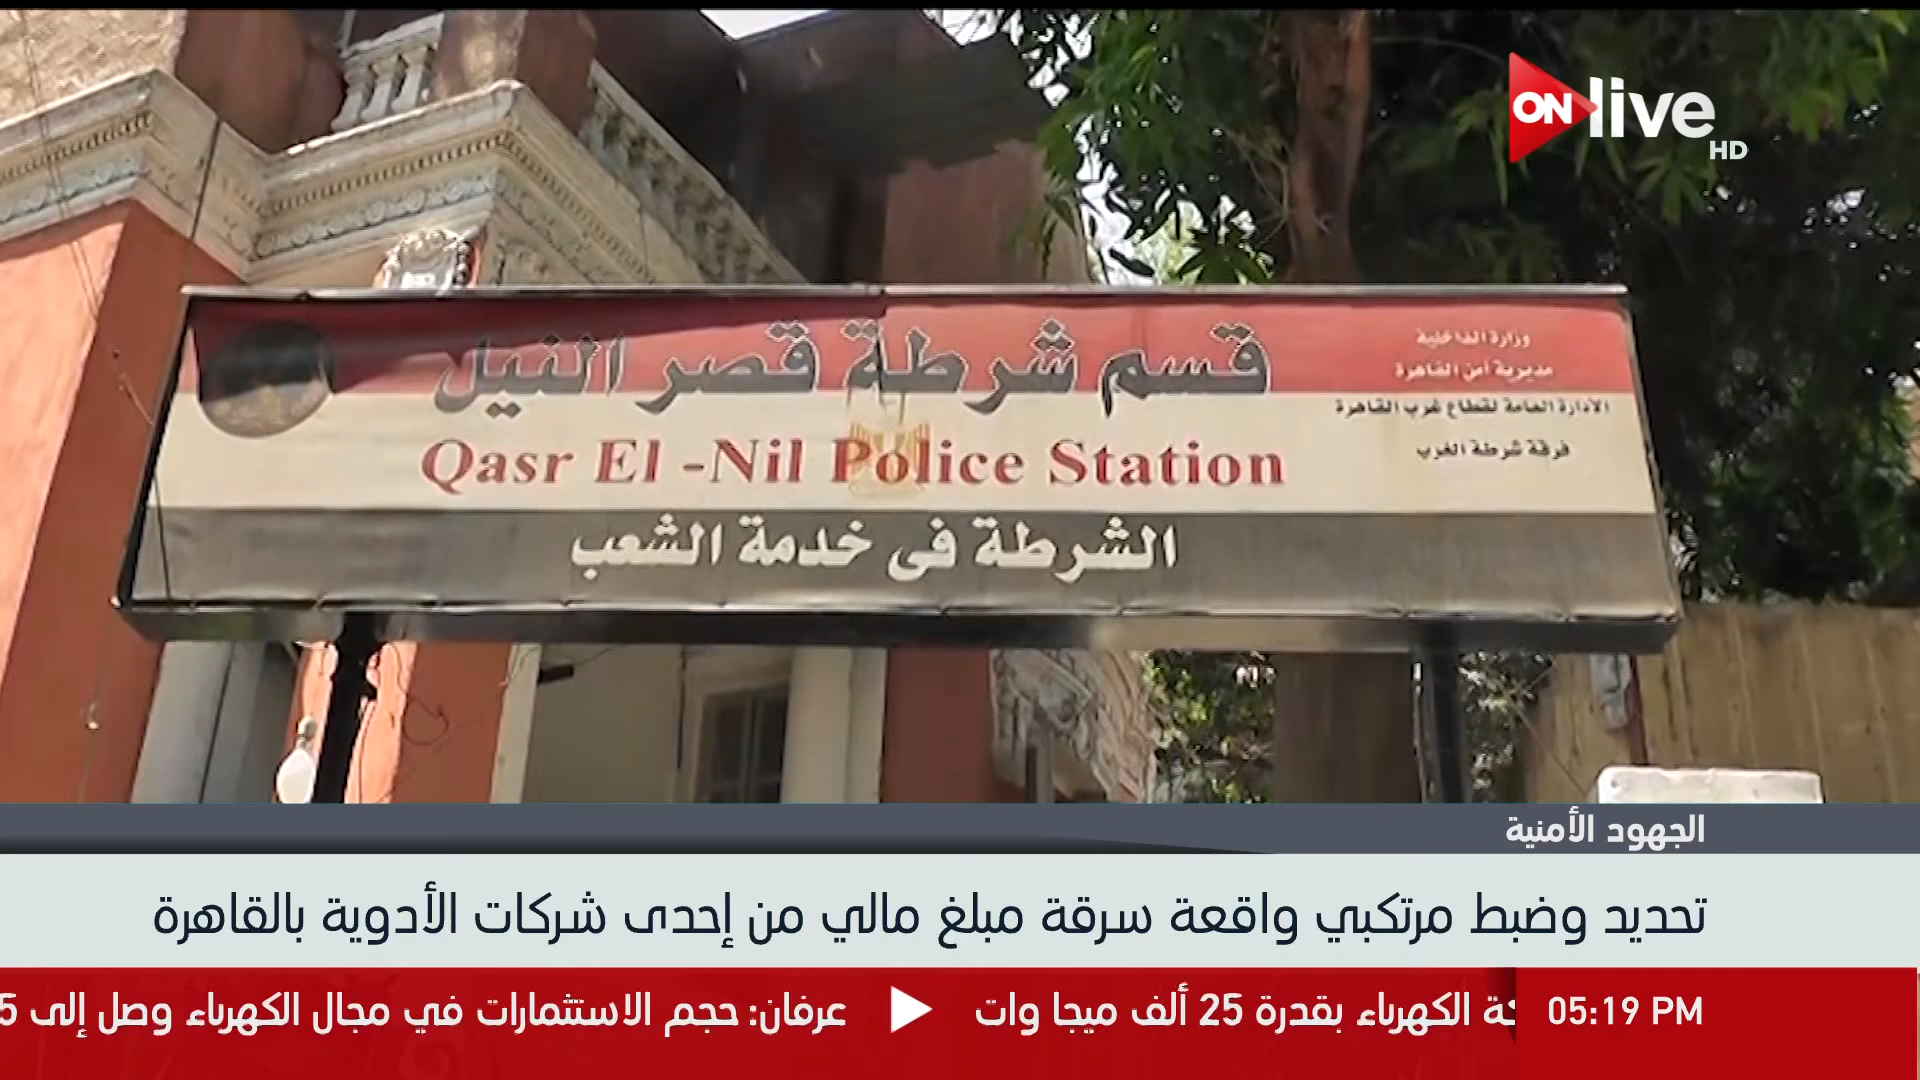 ON live
HD
قسم شرطة قصر النيل
وزارة الداخلية
مديرية أمن القاهرة
الادارة العامة لقطاع غرب القاهرة
فرقة شرطة الغرب
Qasr El -Nil Police Station
الشرطة فى خدمة الشعب
الجهود الأمنية
تحديد وضبط مرتكبي واقعة سرقة مبلغ مالي من إحدى شركات الأدوية بالقاهرة
05:19 PM
الكهرباء بقدرة 25 ألف ميجا وات
عرفان: حجم الاستثمارات في مجال الكهرباء وصل إلى